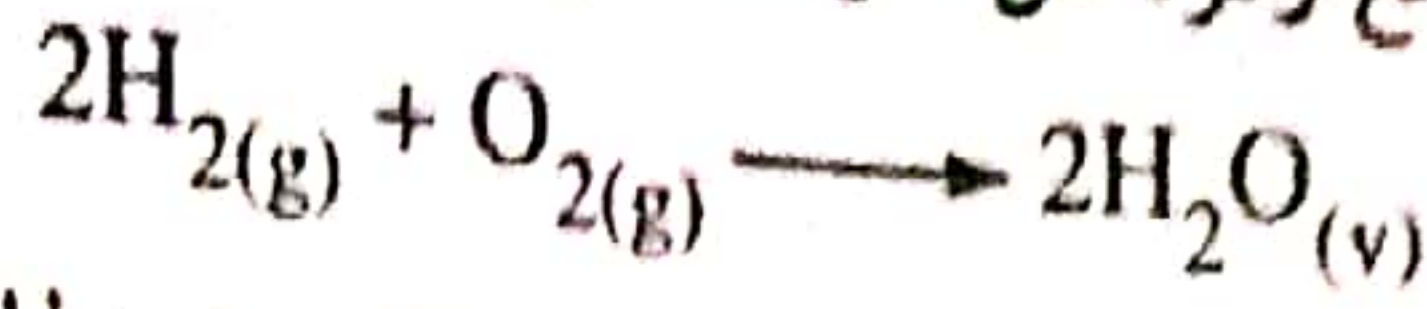 2H₂(g) + O₂(g) ⟶ 2H₂O(v)